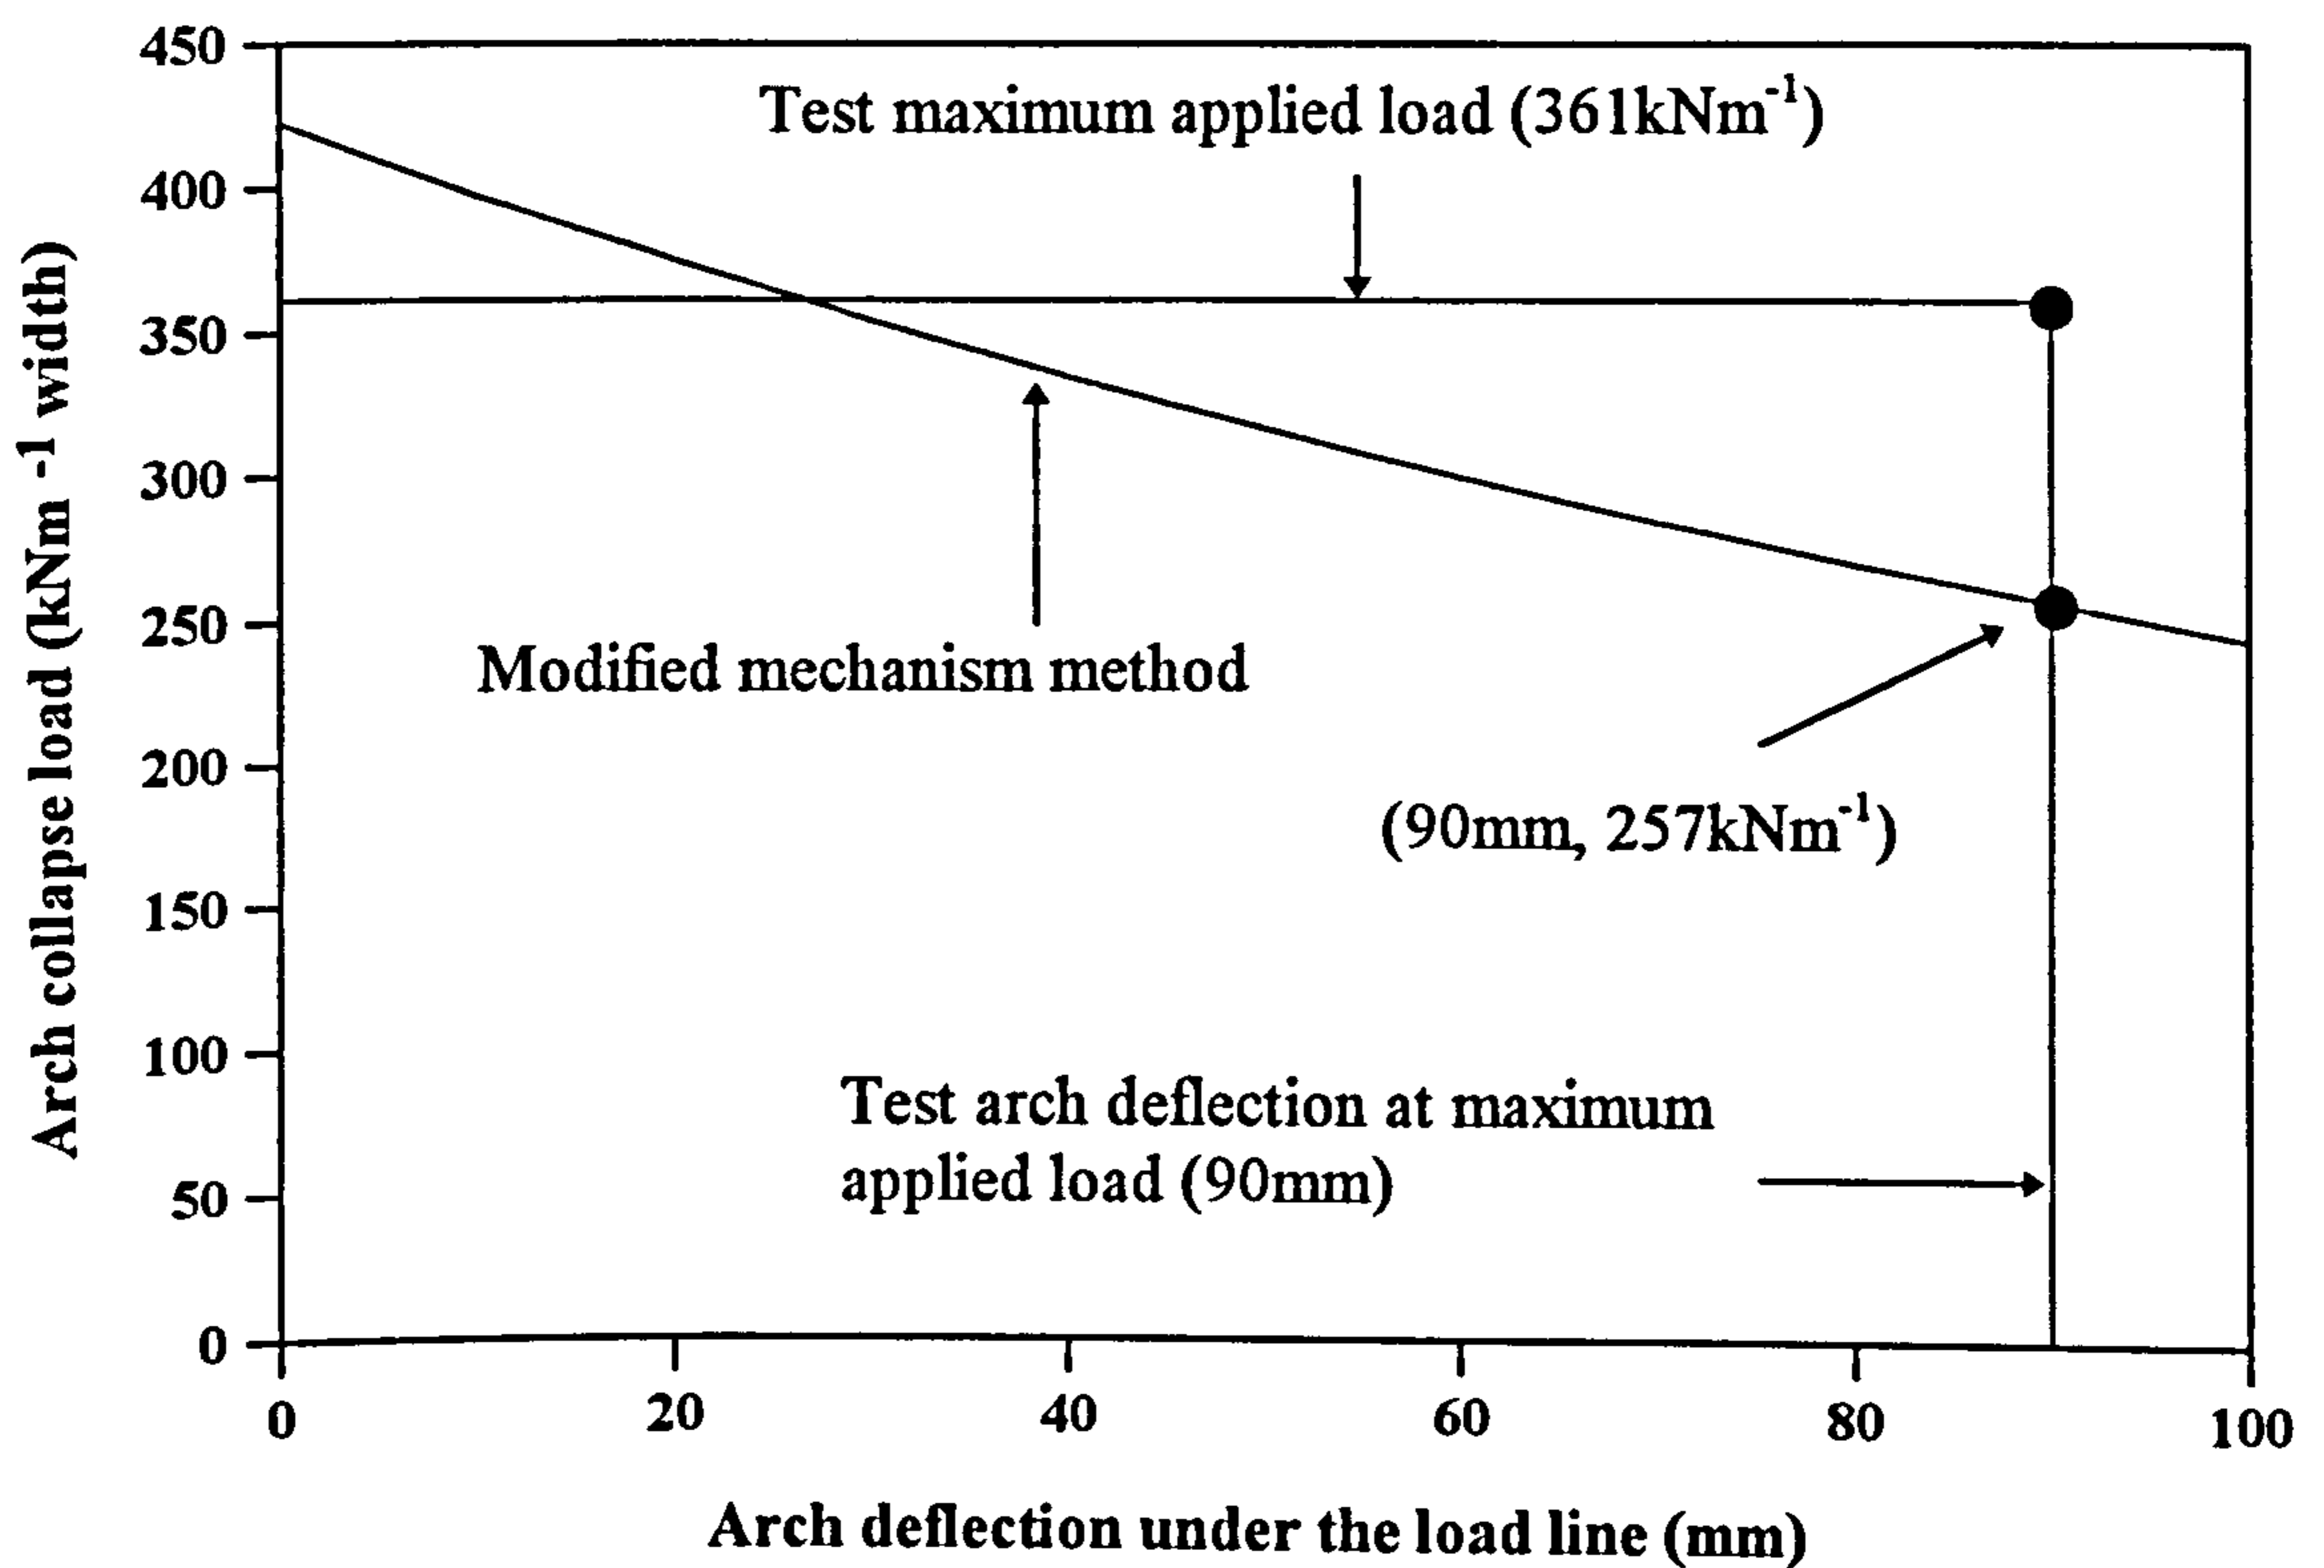 450
400
350
300
250
200
150
100
50
0
Arch collapse load (kNm⁻¹ width)
Test maximum applied load (361kNm⁻¹)
Modified mechanism method
(90mm, 257kNm⁻¹)
Test arch deflection at maximum
applied load (90mm)
0 20 40 60 80 100
Arch deflection under the load line (mm)